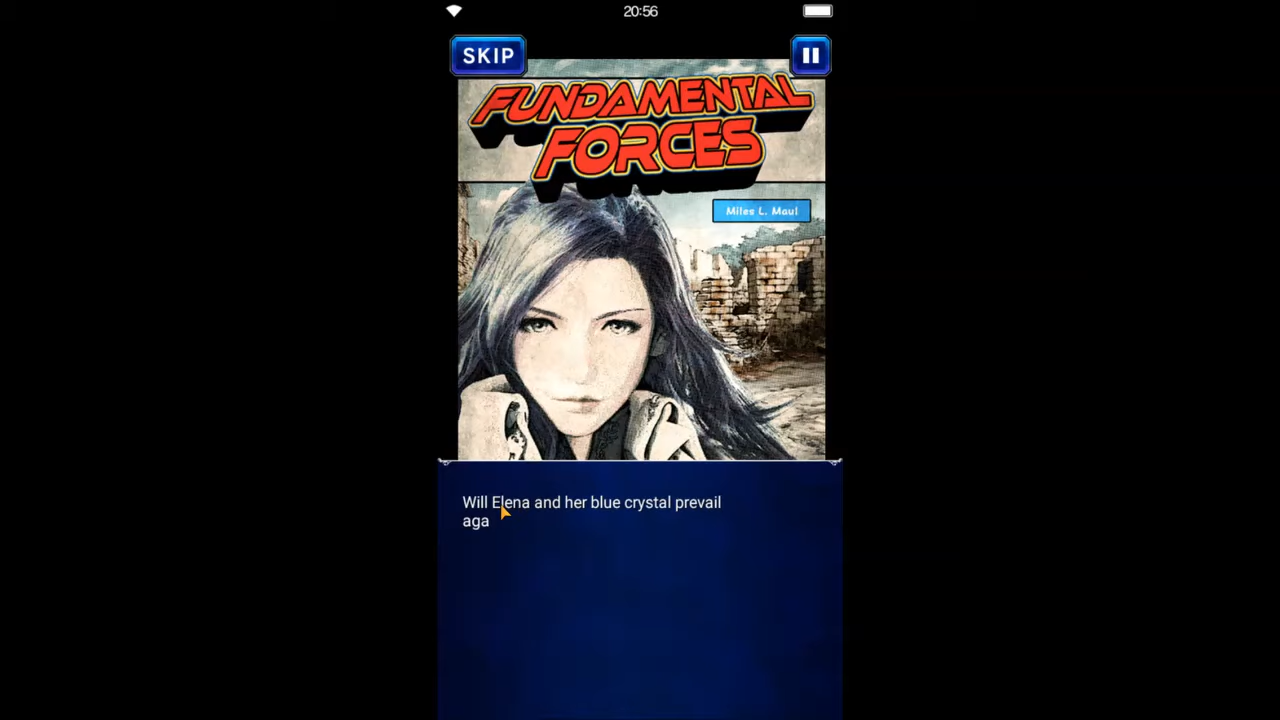 20:56
SKIP
FUNDAMENTAL
FORCES
Miles L. Maul
Will Elena and her blue crystal prevail
aga